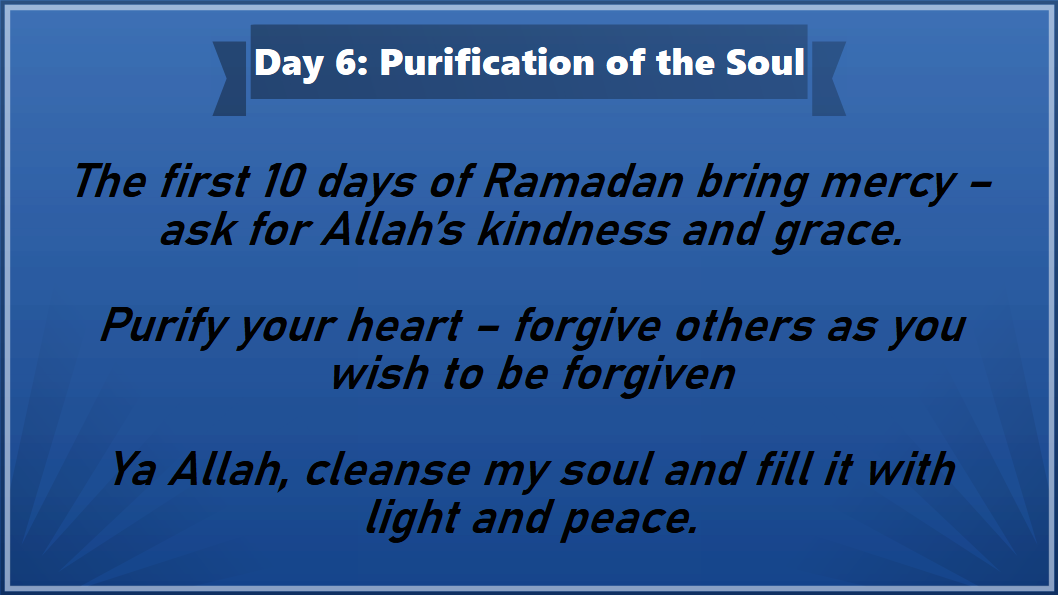 Day 6: Purification of the Soul
The first 10 days of Ramadan bring mercy –
ask for Allah's kindness and grace.
Purify your heart – forgive others as you
wish to be forgiven
Ya Allah, cleanse my soul and fill it with
light and peace.